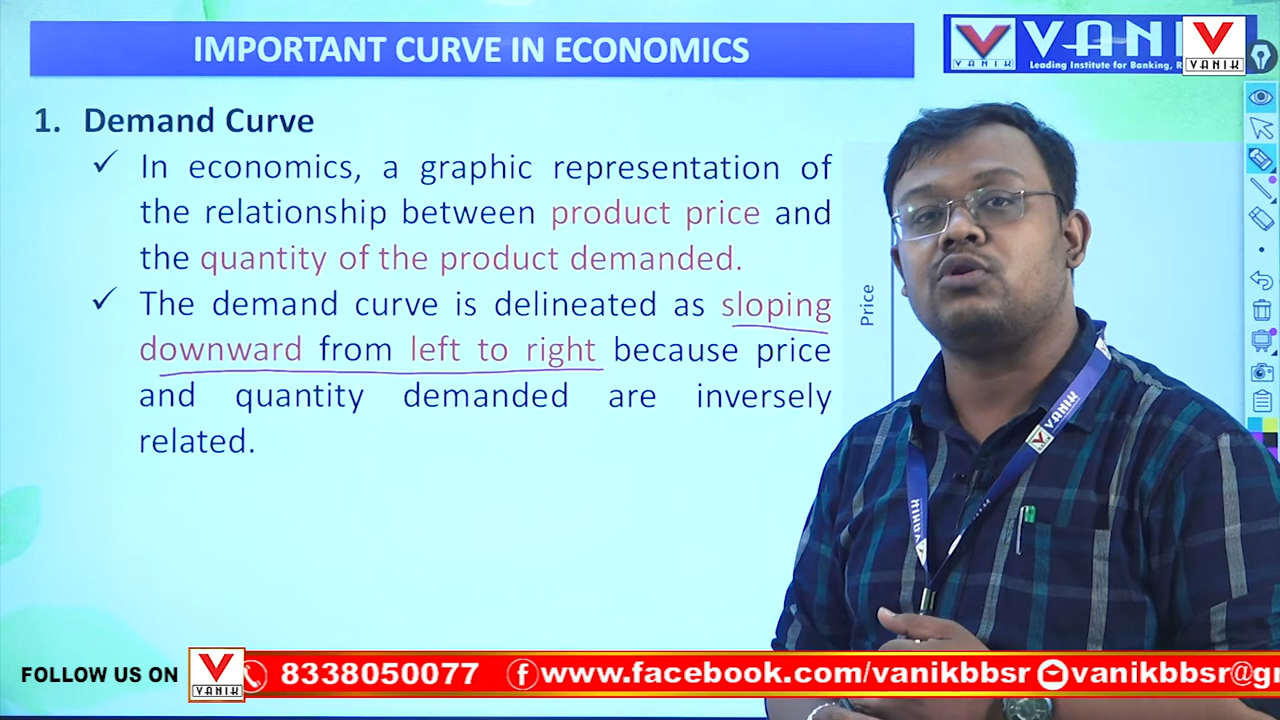 IMPORTANT CURVE IN ECONOMICS
VANIK
Leading Institute for Banking, R
VANIK
VANIK
1. Demand Curve
✓ In economics, a graphic representation of
the relationship between product price and
the quantity of the product demanded.
✓ The demand curve is delineated as sloping
downward from left to right because price
and quantity demanded are inversely
related.
Price
VANIK
VANIK
FOLLOW US ON
VANIK
8338050077
www.facebook.com/vanikbbsr
vanikbbsr@